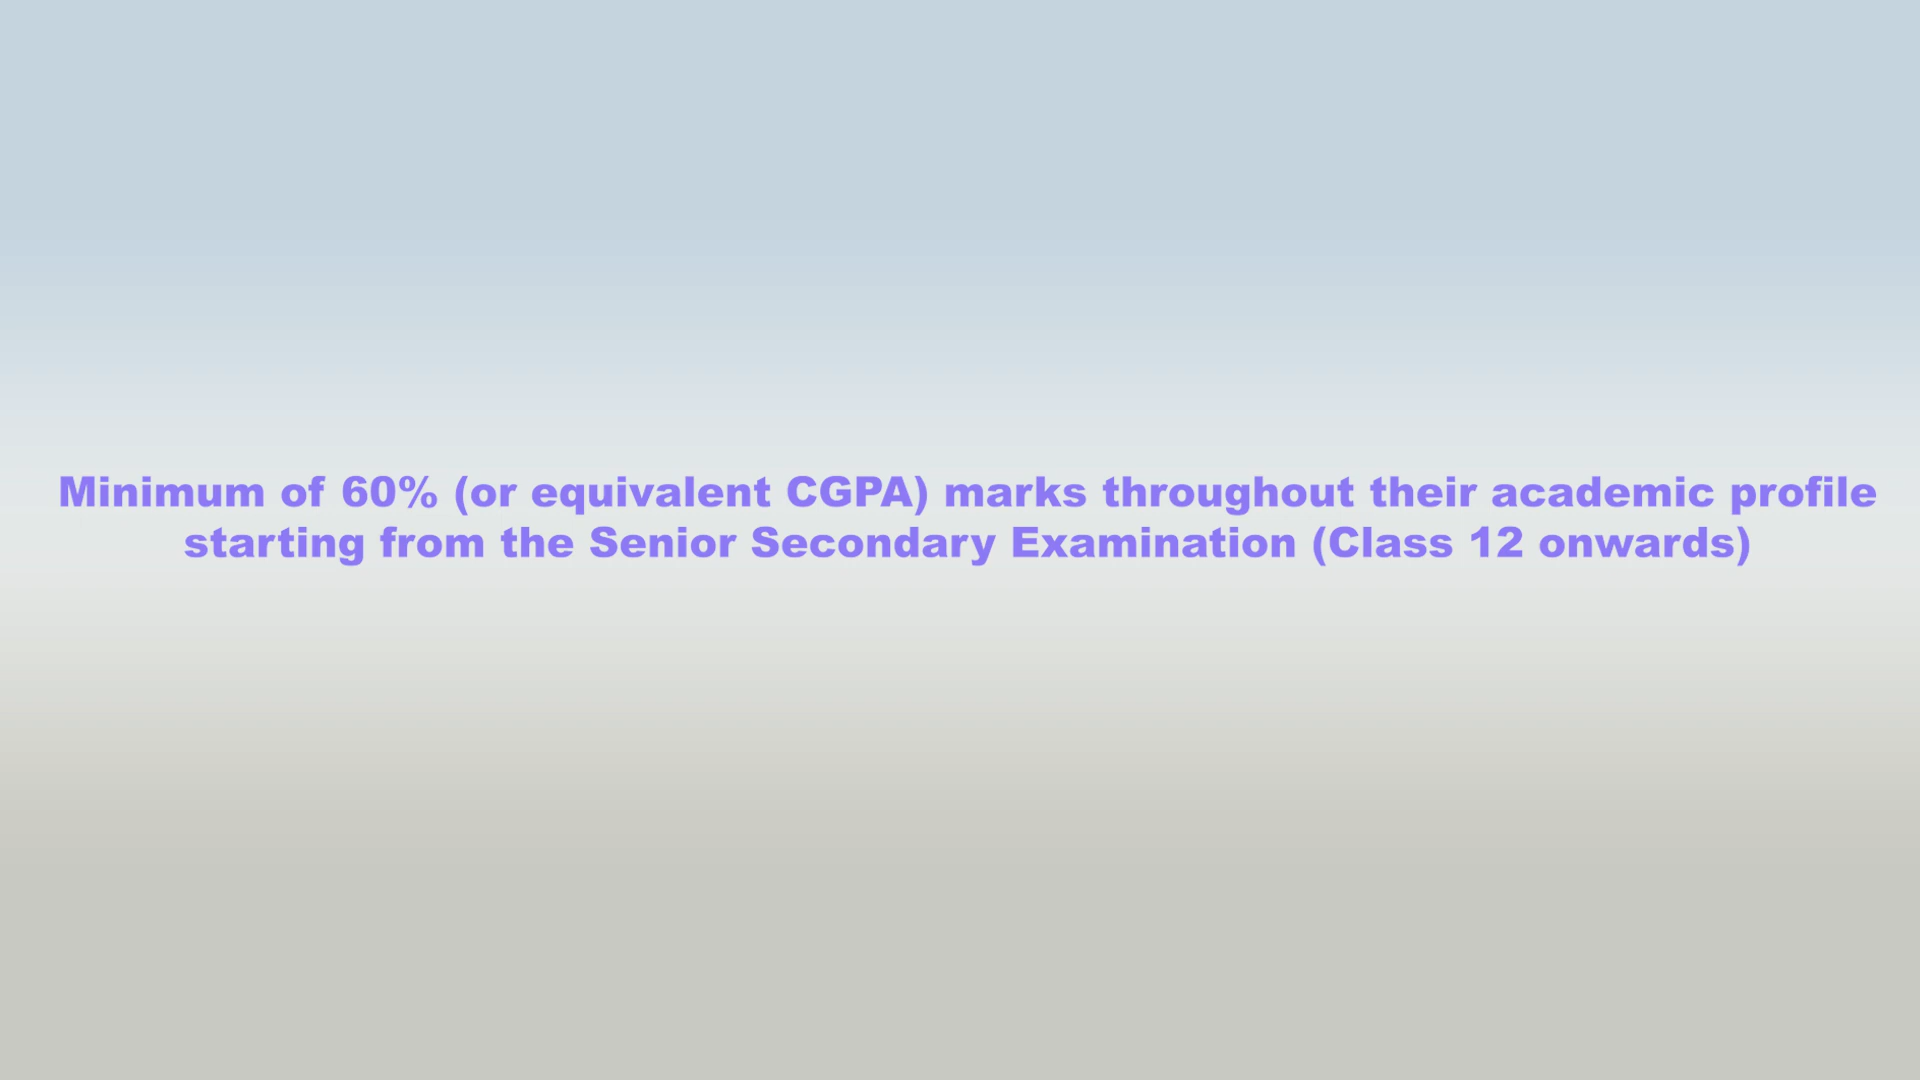 Minimum of 60% (or equivalent CGPA) marks throughout their academic profile
starting from the Senior Secondary Examination (Class 12 onwards)